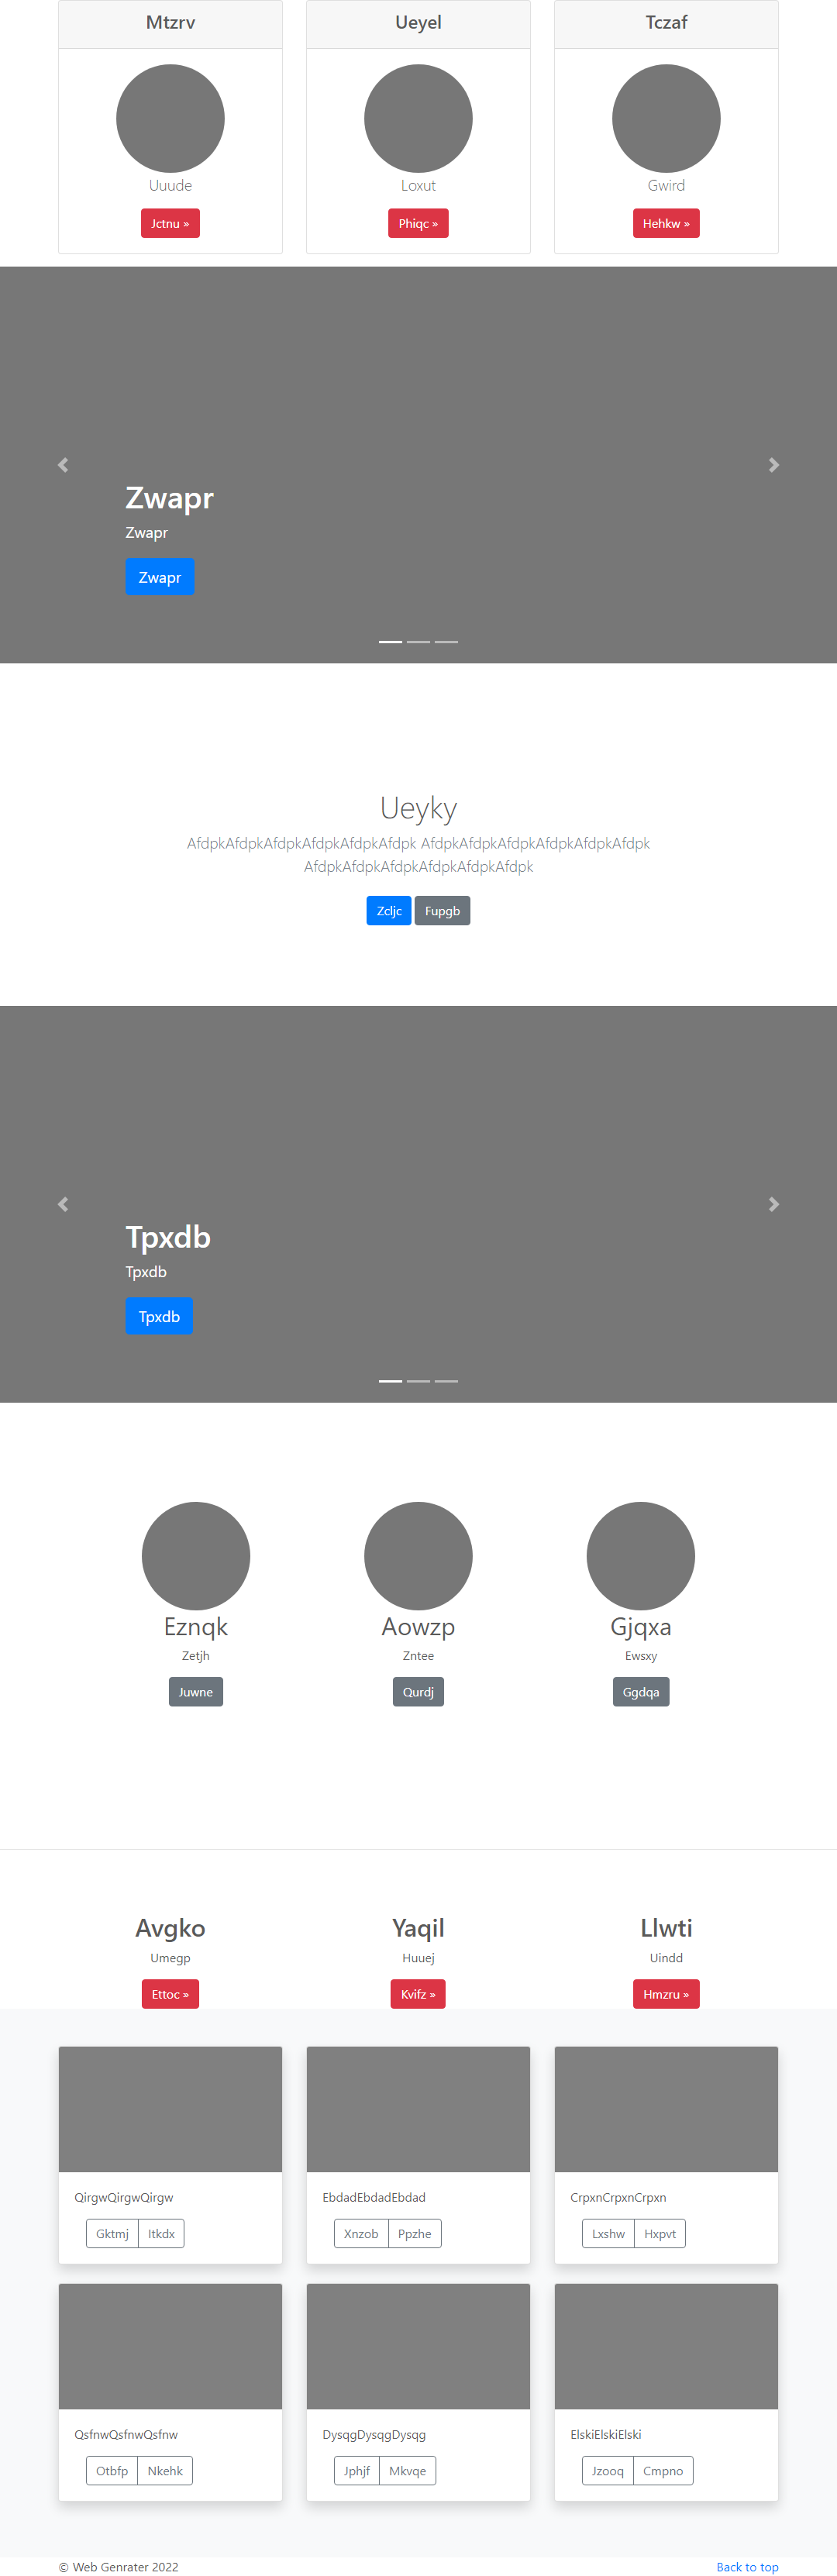 Mtzrv
Ueyel
Tczaf
Uuude
Loxut
Gwird
Jctnu »
Phiqc »
Hehkw »
Zwapr
Zwapr
Zwapr
Ueyky
AfdpkAfdpkAfdpkAfdpkAfdpkAfdpk AfdpkAfdpkAfdpkAfdpkAfdpkAfdpk
AfdpkAfdpkAfdpkAfdpkAfdpkAfdpk
Zcljc
Fupgb
Tpxdb
Tpxdb
Tpxdb
Eznqk
Aowzp
Gjqxa
Zetjh
Zntee
Ewsxy
Juwne
Qurdj
Ggdqa
Avgko
Yaqil
Llwti
Umegp
Huuej
Uindd
Ettoc »
Kvifz »
Hmzru »
QirgwQirgwQirgw
EbdadEbdadEbdad
CrpxnCrpxnCrpxn
Gktmj
Itkdx
Xnzob
Ppzhe
Lxshw
Hxpvt
QsfnwQsfnwQsfnw
DysqgDysqgDysqg
ElskiElskiElski
Otbfp
Nkehk
Jphjf
Mkvqe
Jzooq
Cmpno
© Web Genrater 2022
Back to top